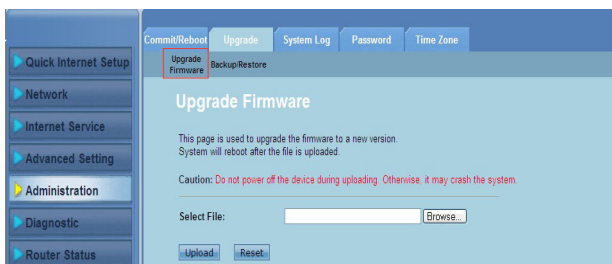 Commit/Reboot Upgrade System Log Password Time Zone
Upgrade Firmware Backup/Restore
Quick Internet Setup
Network
Internet Service
Advanced Setting
Administration
Diagnostic
Router Status
Upgrade Firmware
This page is used to upgrade the firmware to a new version.
System will reboot after the file is uploaded.
Caution: Do not power off the device during uploading. Otherwise, it may crash the system.
Select File: Browse...
Upload Reset